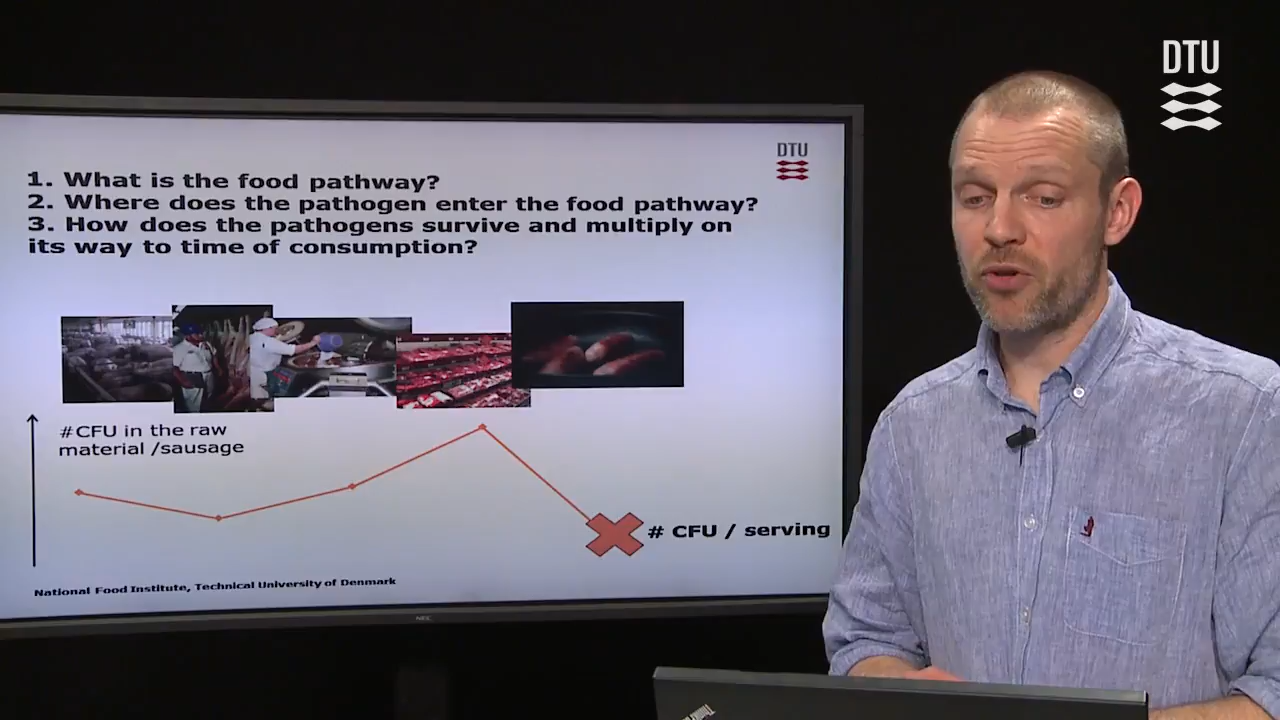 DTU
DTU
1. What is the food pathway?
2. Where does the pathogen enter the food pathway?
3. How does the pathogens survive and multiply on
its way to time of consumption?
#CFU in the raw
material /sausage
# CFU / serving
National Food Institute, Technical University of Denmark
NEC